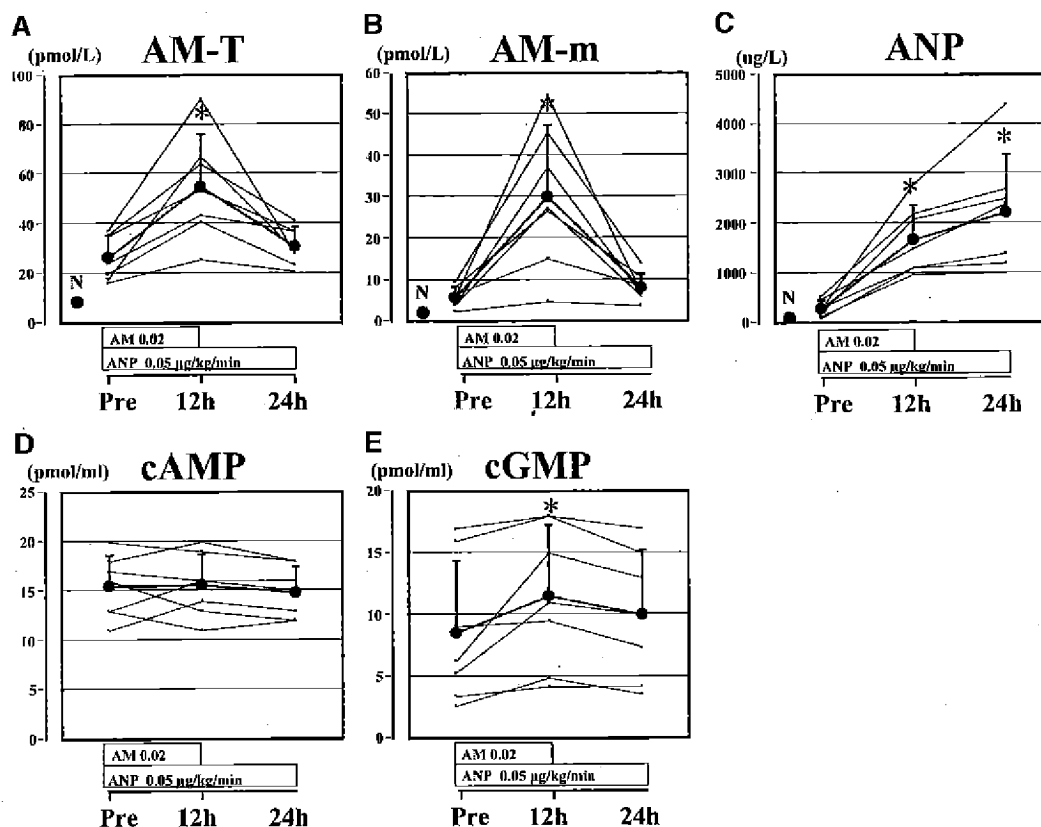 A AM-T
(pmol/L)
100
80
60
40
20
0
N
*
AM 0.02
ANP 0.05 µg/kg/min
Pre 12h 24h
B AM-m
(pmol/L)
60
50
40
30
20
10
0
N
*
AM 0.02
ANP 0.05 µg/kg/min
Pre 12h 24h
C ANP
(ug/L)
5000
4000
3000
2000
1000
0
N
* *
AM 0.02
ANP 0.05 µg/kg/min
Pre 12h 24h
D cAMP
(pmol/ml)
25
20
15
10
5
0
AM 0.02
ANP 0.05 µg/kg/min
Pre 12h 24h
E cGMP
(pmol/ml)
20
15
10
5
0
*
AM 0.02
ANP 0.05 µg/kg/min
Pre 12h 24h